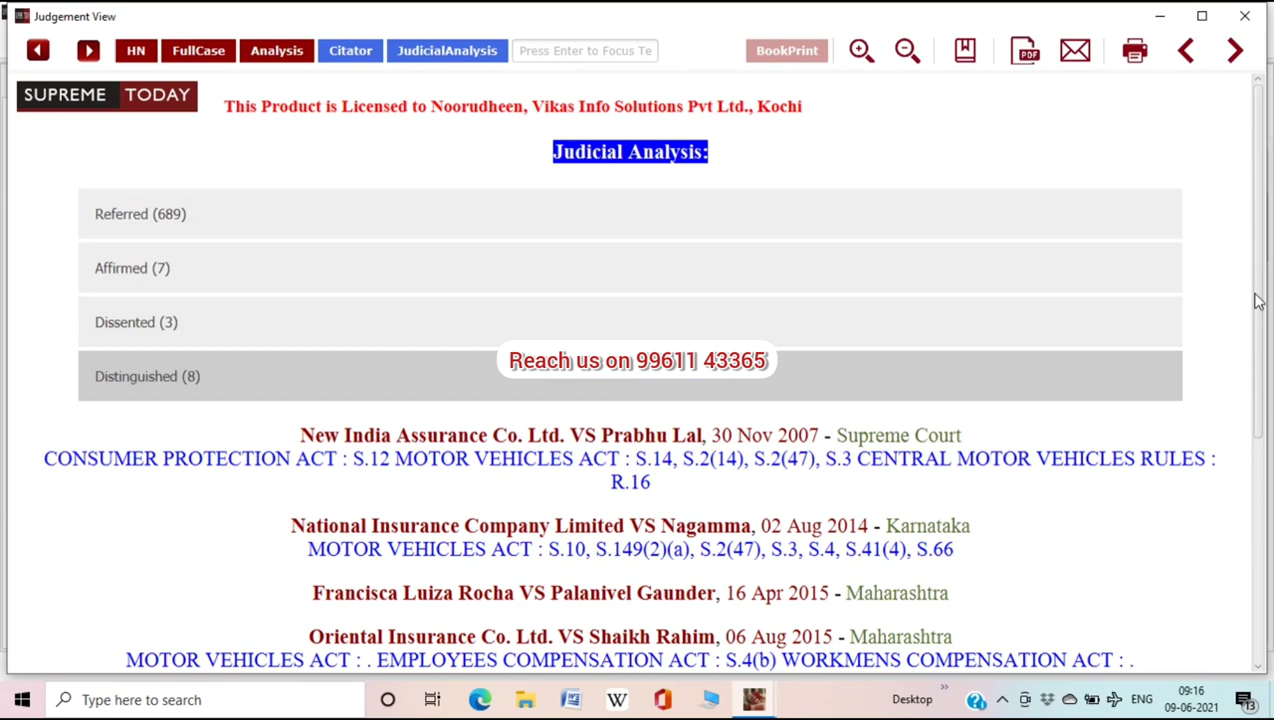 Judgement View
HN FullCase Analysis Citator JudicialAnalysis Press Enter to Focus Te BookPrint PDF
SUPREME TODAY
This Product is Licensed to Noorudheen, Vikas Info Solutions Pvt Ltd., Kochi
Judicial Analysis:
Referred (689)
Affirmed (7)
Dissented (3)
Reach us on 99611 43365
Distinguished (8)
New India Assurance Co. Ltd. VS Prabhu Lal, 30 Nov 2007 - Supreme Court
CONSUMER PROTECTION ACT : S.12 MOTOR VEHICLES ACT : S.14, S.2(14), S.2(47), S.3 CENTRAL MOTOR VEHICLES RULES :
R.16
National Insurance Company Limited VS Nagamma, 02 Aug 2014 - Karnataka
MOTOR VEHICLES ACT : S.10, S.149(2)(a), S.2(47), S.3, S.4, S.41(4), S.66
Francisca Luiza Rocha VS Palanivel Gaunder, 16 Apr 2015 - Maharashtra
Oriental Insurance Co. Ltd. VS Shaikh Rahim, 06 Aug 2015 - Maharashtra
MOTOR VEHICLES ACT : . EMPLOYEES COMPENSATION ACT : S.4(b) WORKMENS COMPENSATION ACT : .
Type here to search W Desktop » ENG 09:16
09-06-2021 13